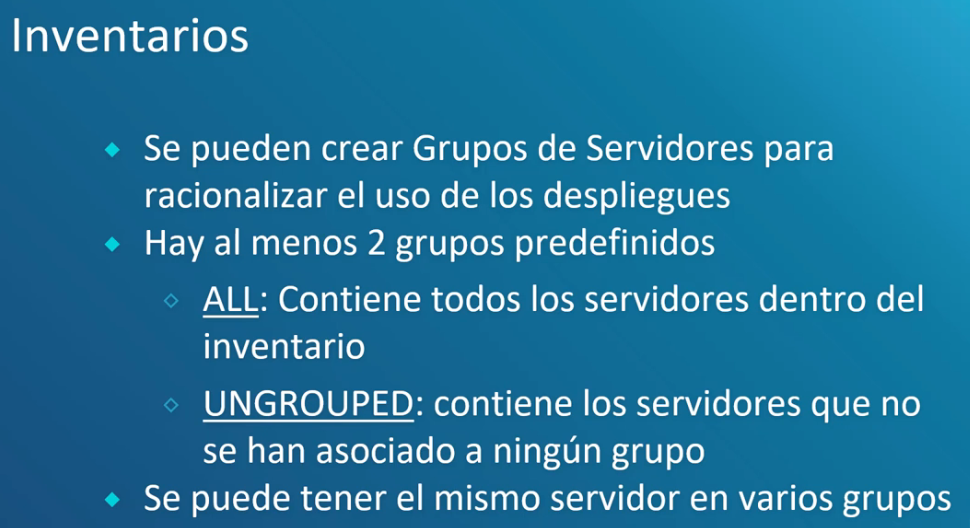 Inventarios
Se pueden crear Grupos de Servidores para
racionalizar el uso de los despliegues
Hay al menos 2 grupos predefinidos
ALL: Contiene todos los servidores dentro del
inventario
UNGROUPED: contiene los servidores que no
se han asociado a ningún grupo
Se puede tener el mismo servidor en varios grupos